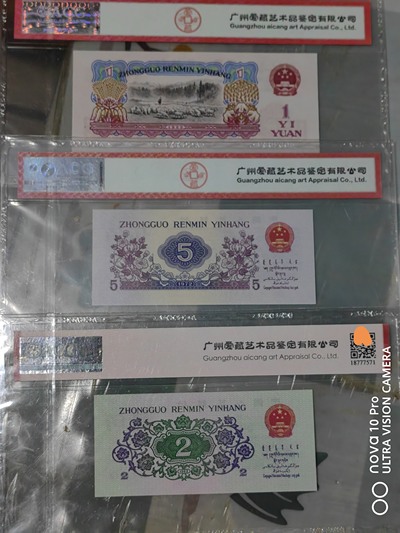 广州爱藏艺术品鉴定有限公司
Guangzhou aicang art Appraisal Co., Ltd.
ZHONGGUO RENMIN YINHANG
1
1
1
YI
YUAN
广州爱藏艺术品鉴定有限公司
Guangzhou aicang art Appraisal Co., Ltd.
ZHONGGUO RENMIN YINHANG
5
5
5
1972
广州爱藏艺术品鉴定有限公司
Guangzhou aicang art Appraisal Co., Ltd.
18777571
ZHONGGUO RENMIN YINHANG
2
2
2
nova 10 Pro
ULTRA VISION CAMERA